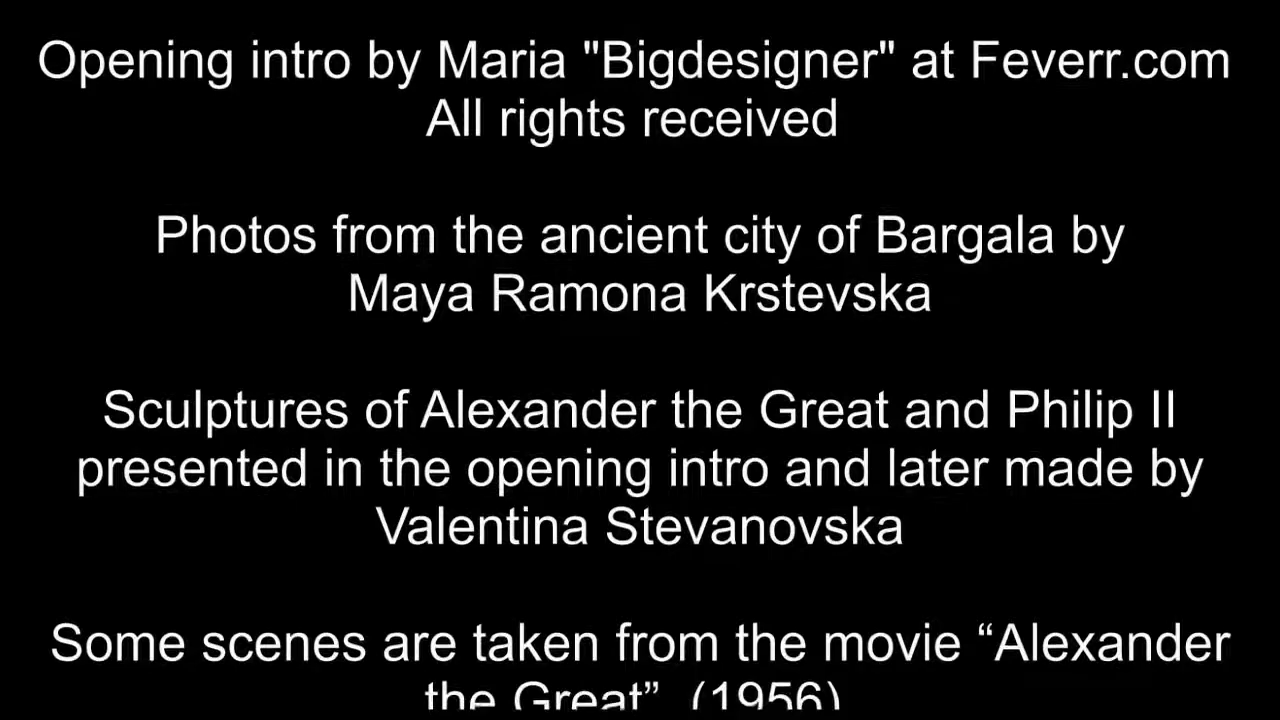 Opening intro by Maria "Bigdesigner" at Feverr.com
All rights received
Photos from the ancient city of Bargala by
Maya Ramona Krstevska
Sculptures of Alexander the Great and Philip II
presented in the opening intro and later made by
Valentina Stevanovska
Some scenes are taken from the movie “Alexander
the Great” (1956)